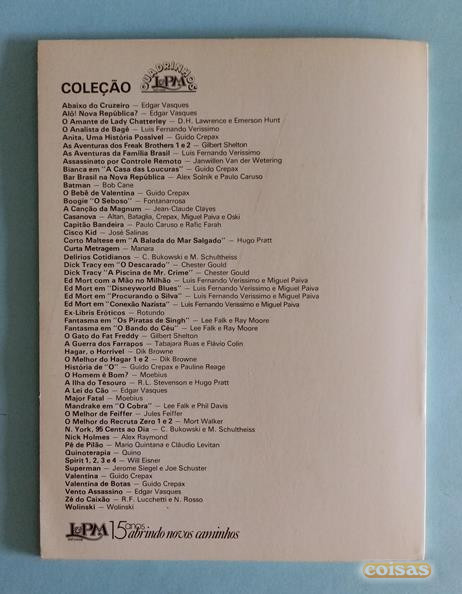 COLEÇÃO QUADRINHOS L&PM
Abaixo do Cruzeiro — Edgar Vasques
Alô! Nova República? — Edgar Vasques
O Amante de Lady Chatterley — D.H. Lawrence e Emerson Hunt
O Analista de Bagé — Luis Fernando Verissimo
Anita, Uma História Possível — Guido Crepax
As Aventuras dos Freak Brothers 1 e 2 — Gilbert Shelton
As Aventuras da Família Brasil — Luis Fernando Verissimo
Assassinato por Controle Remoto — Janwillen Van der Wetering
Bianca em "A Casa das Loucuras" — Guido Crepax
Bar Brasil na Nova República — Alex Solnik e Paulo Caruso
Batman — Bob Cane
O Bebê de Valentina — Guido Crepax
Boogie "O Seboso" — Fontanarrosa
A Canção da Magnum — Jean-Claude Clayes
Casanova — Altan, Bataglia, Crepax, Miguel Paiva e Oski
Capitão Bandeira — Paulo Caruso e Rafic Farah
Cisco Kid — José Salinas
Corto Maltese em "A Balada do Mar Salgado" — Hugo Pratt
Curta Metragem — Manara
Delírios Cotidianos — C. Bukowski e M. Schultheiss
Dick Tracy em "O Descarado" — Chester Gould
Dick Tracy "A Piscina de Mr. Crime" — Chester Gould
Ed Mort com a Mão no Milhão — Luis Fernando Verissimo e Miguel Paiva
Ed Mort em "Disneyworld Blues" — Luis Fernando Verissimo e Miguel Paiva
Ed Mort em "Procurando o Silva" — Luis Fernando Verissimo e Miguel Paiva
Ed Mort em "Conexão Nazista" — Luis Fernando Verissimo e Miguel Paiva
Ex-Libris Eróticos — Rotundo
Fantasma em "Os Piratas de Singh" — Lee Falk e Ray Moore
Fantasma em "O Bando do Céu" — Lee Falk e Ray Moore
O Gato do Fat Freddy — Gilbert Shelton
A Guerra dos Farrapos — Tabajara Ruas e Flávio Colin
Hagar, o Horrível — Dik Browne
O Melhor do Hagar 1 e 2 — Dik Browne
História de "O" — Guido Crepax e Pauline Reage
O Homem é Bom? — Moebius
A Ilha do Tesouro — R.L. Stevenson e Hugo Pratt
A Lei do Cão — Edgar Vasques
Major Fatal — Moebius
Mandrake em "O Cobra" — Lee Falk e Phil Davis
O Melhor de Feiffer — Jules Feiffer
O Melhor do Recruta Zero 1 e 2 — Mort Walker
N. York, 95 Cents ao Dia — C. Bukowski e M. Schultheiss
Nick Holmes — Alex Raymond
Pé de Pilão — Mario Quintana e Cláudio Levitan
Quinoterapia — Quino
Spirit 1, 2, 3 e 4 — Will Eisner
Superman — Jerome Siegel e Joe Schuster
Valentina — Guido Crepax
Valentina de Botas — Guido Crepax
Vento Assassino — Edgar Vasques
Zé do Caixão — R.F. Lucchetti e N. Rosso
Wolinski — Wolinski
L&PM 15 anos abrindo novos caminhos
coisas